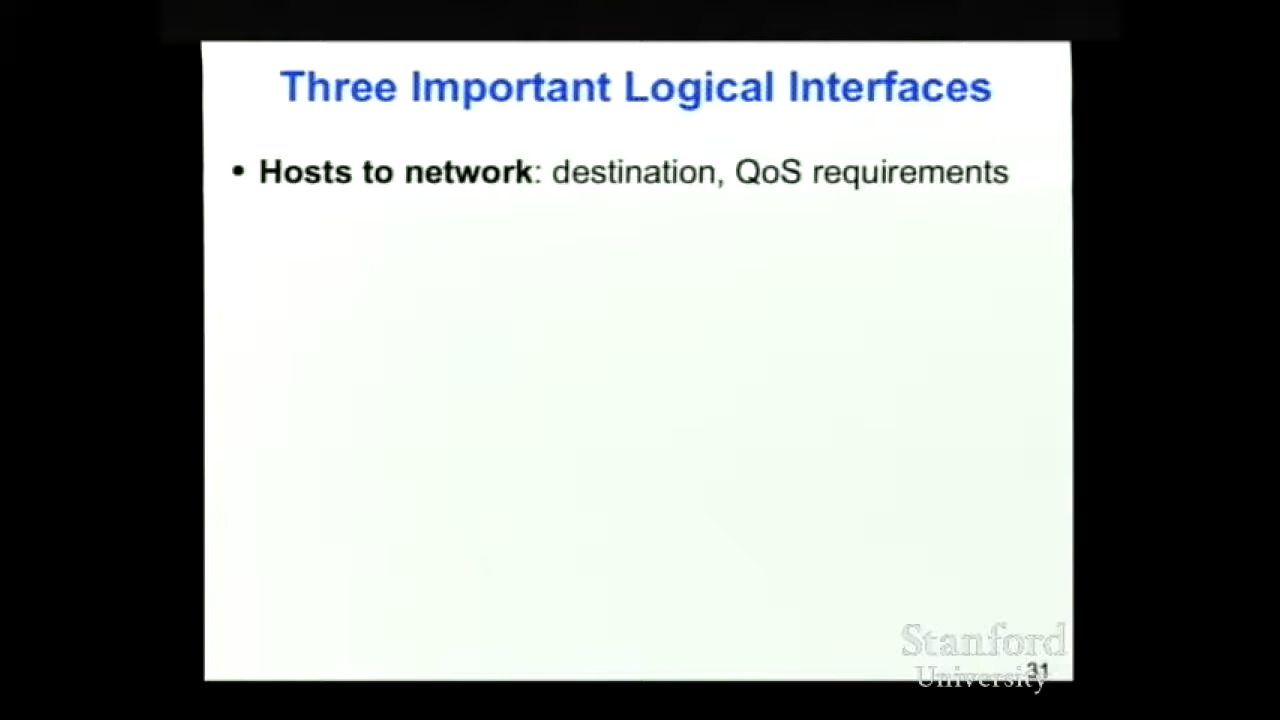 Three Important Logical Interfaces
• Hosts to network: destination, QoS requirements
Stanford
University
31